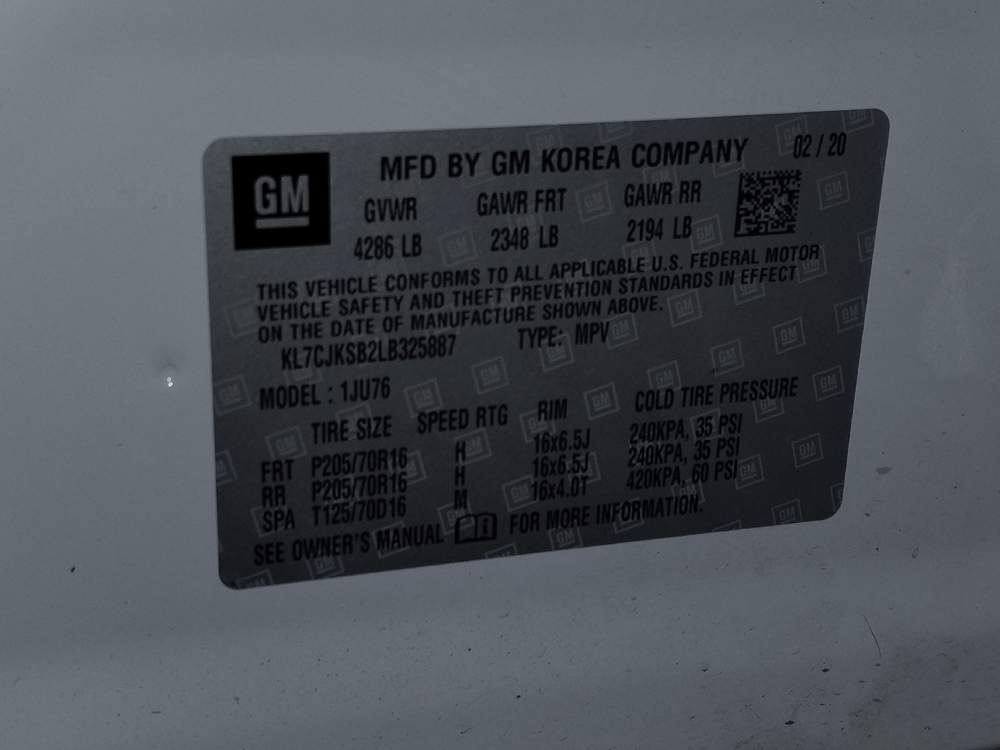 GM
MFD BY GM KOREA COMPANY 02 / 20
GVWR GAWR FRT GAWR RR
4286 LB 2348 LB 2194 LB
THIS VEHICLE CONFORMS TO ALL APPLICABLE U.S. FEDERAL MOTOR
VEHICLE SAFETY AND THEFT PREVENTION STANDARDS IN EFFECT
ON THE DATE OF MANUFACTURE SHOWN ABOVE.
KL7CJKSB2LB325887 TYPE: MPV
MODEL : 1JU76
TIRE SIZE SPEED RTG RIM COLD TIRE PRESSURE
FRT P205/70R16 H 16x6.5J 240KPA, 35 PSI
RR P205/70R16 H 16x6.5J 240KPA, 35 PSI
SPA T125/70D16 M 16x4.0T 420KPA, 60 PSI
SEE OWNER'S MANUAL FOR MORE INFORMATION.